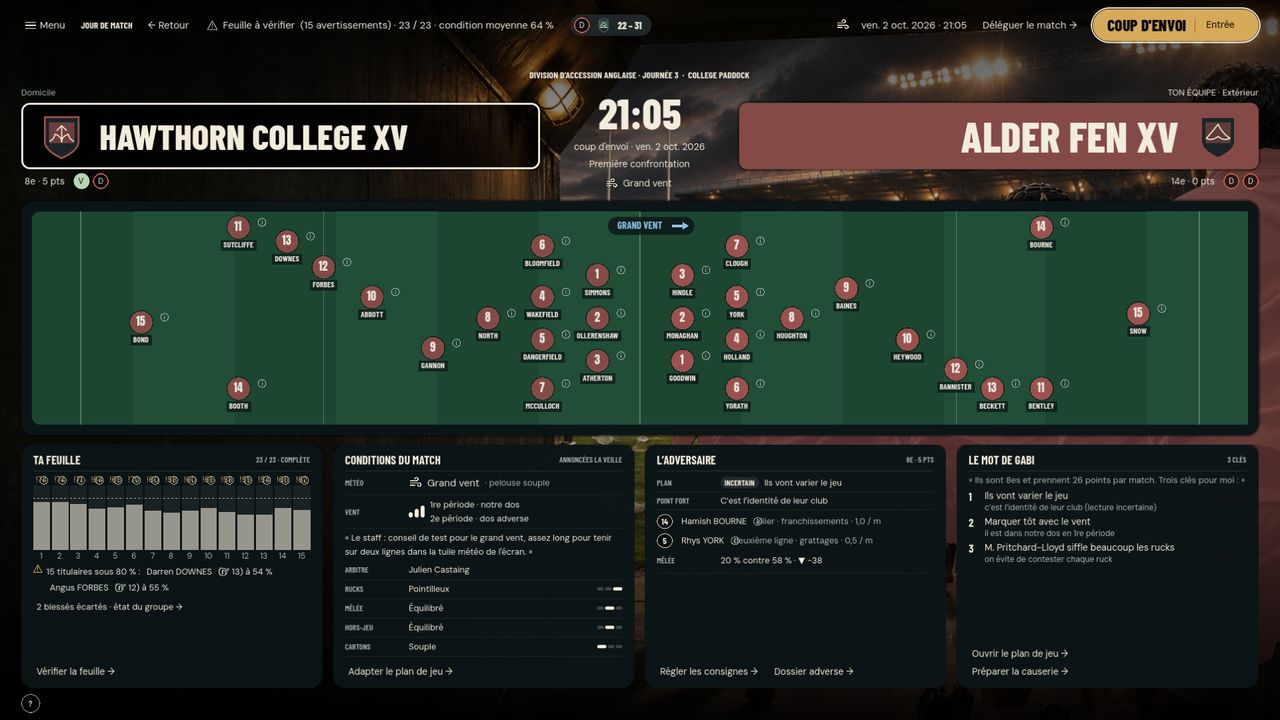 Menu
JOUR DE MATCH
← Retour
Feuille à vérifier (15 avertissements) · 23 / 23 · condition moyenne 64 %
D 22 – 31
ven. 2 oct. 2026 · 21:05
Déléguer le match →
COUP D'ENVOI Entrée
DIVISION D'ACCESSION ANGLAISE · JOURNÉE 3 · COLLEGE PADDOCK
Domicile
TON ÉQUIPE · Extérieur
HAWTHORN COLLEGE XV
21:05
ALDER FEN XV
coup d'envoi · ven. 2 oct. 2026
Première confrontation
Grand vent
8e · 5 pts V D
14e · 0 pts D D
GRAND VENT →
11 SUTCLIFFE
13 DOWNES
12 FORBES
10 ABBOTT
15 BOND
14 BOOTH
9 GANNON
8 NORTH
6 BLOOMFIELD
4 WAKEFIELD
5 DANGERFIELD
7 MCCULLOCH
1 SIMMONS
2 OLLERENSHAW
3 ATHERTON
3 HINDLE
2 MONAGHAN
1 GOODWIN
7 CLOUGH
5 YORK
4 HOLLAND
6 YORATH
8 HOUGHTON
9 BAINES
10 HEYWOOD
12 BANNISTER
13 BECKETT
11 BENTLEY
14 BOURNE
15 SNOW
TA FEUILLE
23 / 23 · COMPLÈTE
1 2 3 4 5 6 7 8 9 10 11 12 13 14 15
15 titulaires sous 80 % : Darren DOWNES (n° 13) à 54 %
Angus FORBES (n° 12) à 55 %
2 blessés écartés · état du groupe →
Vérifier la feuille →
CONDITIONS DU MATCH
ANNONCÉES LA VEILLE
MÉTÉO Grand vent · pelouse souple
VENT 1re période · notre dos
2e période · dos adverse
« Le staff : conseil de test pour le grand vent, assez long pour tenir
sur deux lignes dans la tuile météo de l'écran. »
ARBITRE Julien Castaing
RUCKS Pointilleux
MÊLÉE Équilibré
HORS-JEU Équilibré
CARTONS Souple
Adapter le plan de jeu →
L'ADVERSAIRE
8E · 5 PTS
PLAN INCERTAIN Ils vont varier le jeu
POINT FORT C'est l'identité de leur club
14 Hamish BOURNE Ailier · franchissements · 1,0 / m
5 Rhys YORK Deuxième ligne · grattages · 0,5 / m
MÊLÉE 20 % contre 58 % · ▼ −38
Régler les consignes →
Dossier adverse →
LE MOT DE GABI
3 CLÉS
« Ils sont 8es et prennent 26 points par match. Trois clés pour moi : »
1 Ils vont varier le jeu
c'est l'identité de leur club (lecture incertaine)
2 Marquer tôt avec le vent
il est dans notre dos en 1re période
3 M. Pritchard-Lloyd siffle beaucoup les rucks
on évite de contester chaque ruck
Ouvrir le plan de jeu →
Préparer la causerie →
?